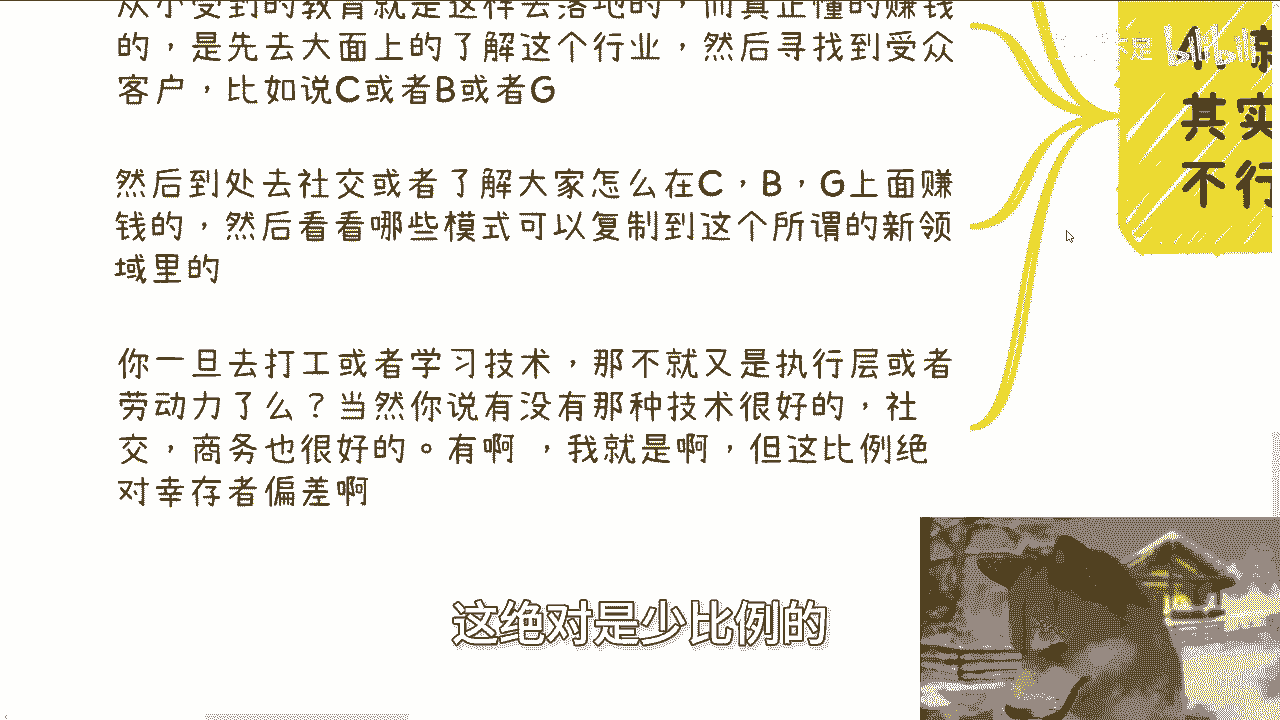 从小受到的教育就是这样去落地的，而真正懂的赚钱
的，是先去大面上的了解这个行业，然后寻找到受众
客户，比如说C或者B或者G
然后到处去社交或者了解大家怎么在C，B，G上面赚
钱的，然后看看哪些模式可以复制到这个所谓的新领
域里的
你一旦去打工或者学习技术，那不就又是执行层或者
劳动力了么？当然你说有没有那种技术很好的，社
交，商务也很好的。有啊 ，我就是啊，但这比例绝
对幸存者偏差啊
其实
不行
这绝对是少比例的